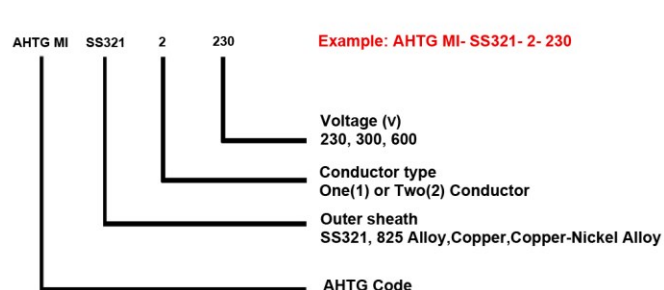 AHTG MI SS321 2 230 Example: AHTG MI- SS321- 2- 230
Voltage (v)
230, 300, 600
Conductor type
One(1) or Two(2) Conductor
Outer sheath
SS321, 825 Alloy,Copper,Copper-Nickel Alloy
AHTG Code